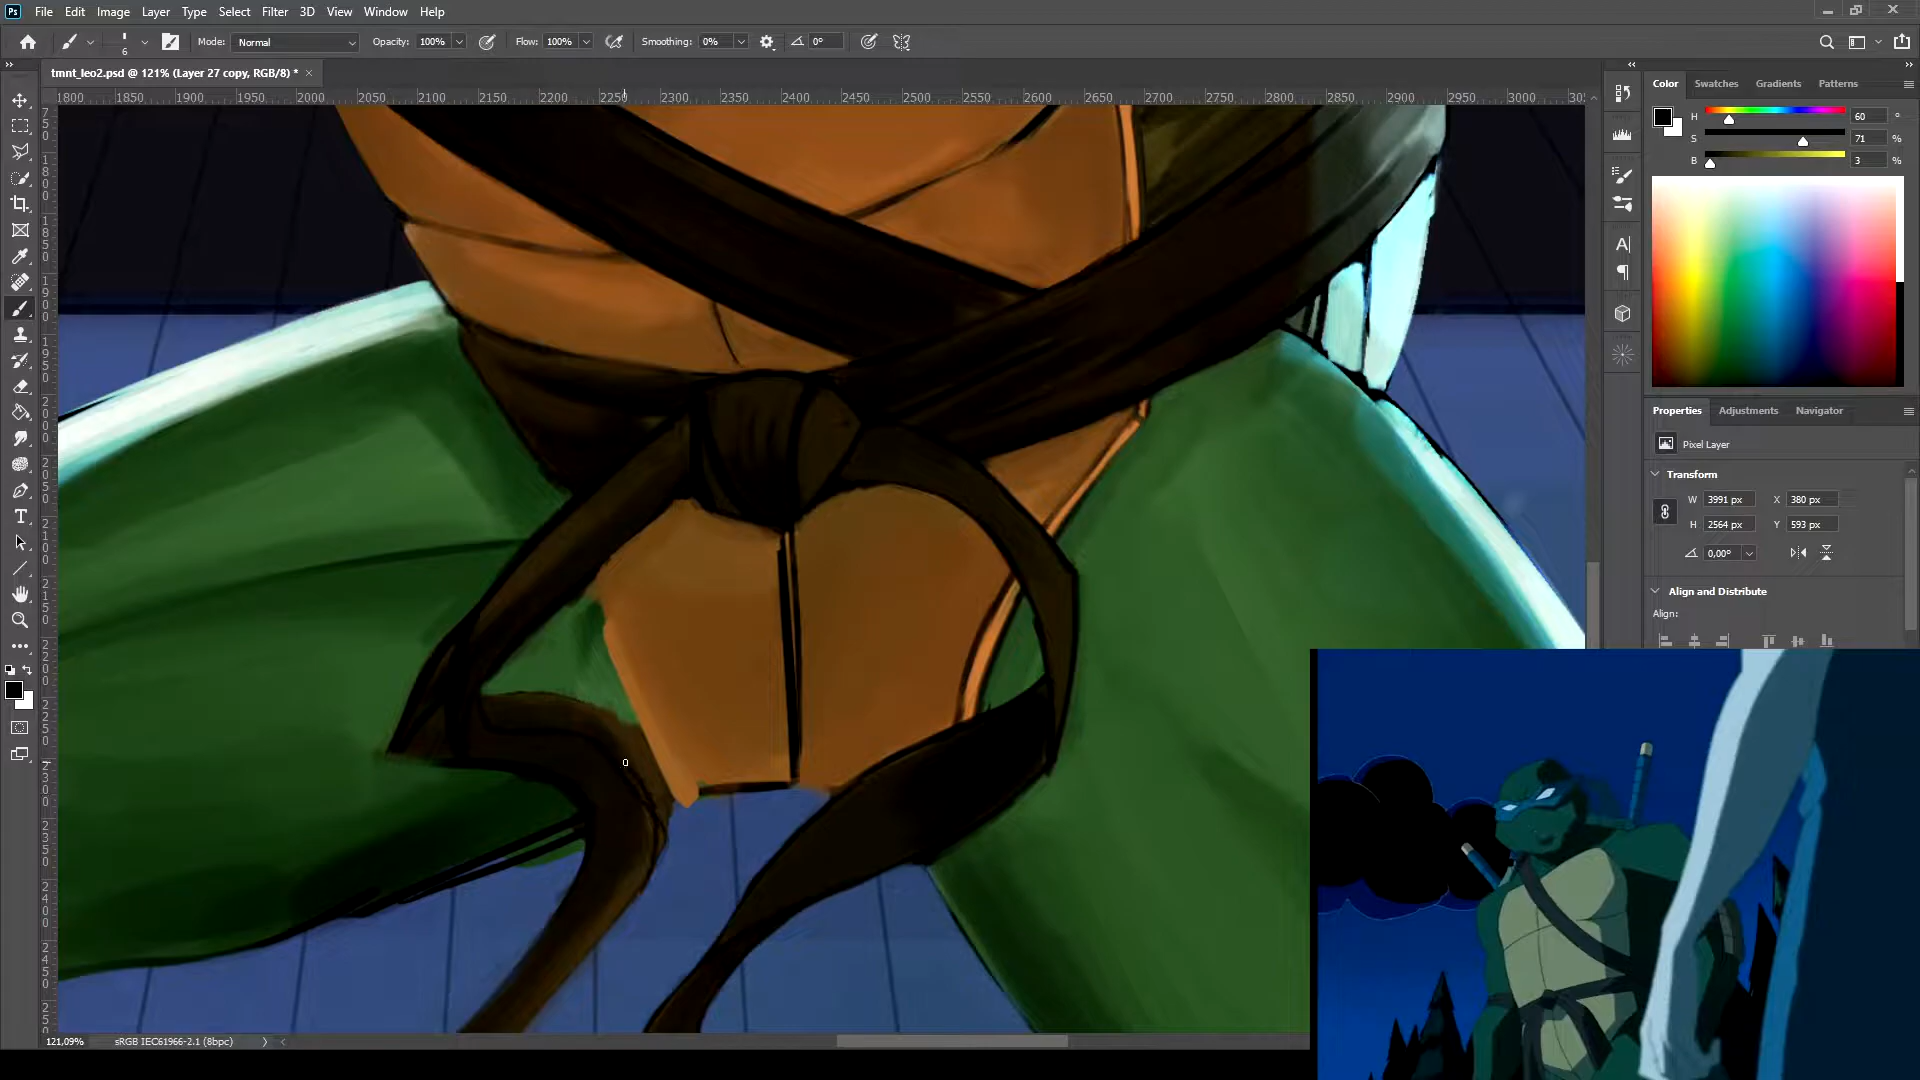 Ps File Edit Image Layer Type Select Filter 3D View Window Help
6 Mode: Normal Opacity: 100% Flow: 100% Smoothing: 0% 0°
tmnt_leo2.psd @ 121% (Layer 27 copy, RGB/8) * ×
1800 1850 1900 1950 2000 2050 2100 2150 2200 2250 2300 2350 2400 2450 2500 2550 2600 2650 2700 2750 2800 2850 2900 2950 3000 305
Color Swatches Gradients Patterns
H 60 °
S 71 %
B 3 %
Properties Adjustments Navigator
Pixel Layer
Transform
W 3991 px X 380 px
H 2564 px Y 593 px
0,00°
Align and Distribute
Align:
121,09% sRGB IEC61966-2.1 (8bpc)